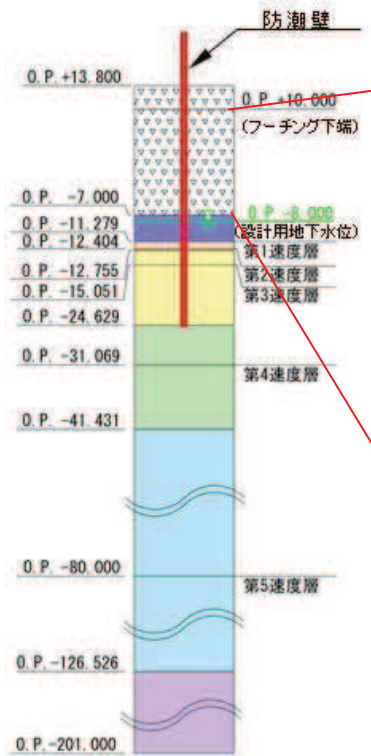 防潮壁
O.P.+13.800
O.P.+10.000
(フーチング下端)
O.P. -7.000
O.P.-8.000
O.P. -11.279
(設計用地下水位)
O.P. -12.404
第1速度層
O.P. -12.755
第2速度層
O.P. -15.051
第3速度層
O.P. -24.629
O.P. -31.069
第4速度層
O.P. -41.431
O.P. -80.000
第5速度層
O.P.-126.526
O.P.-201.000